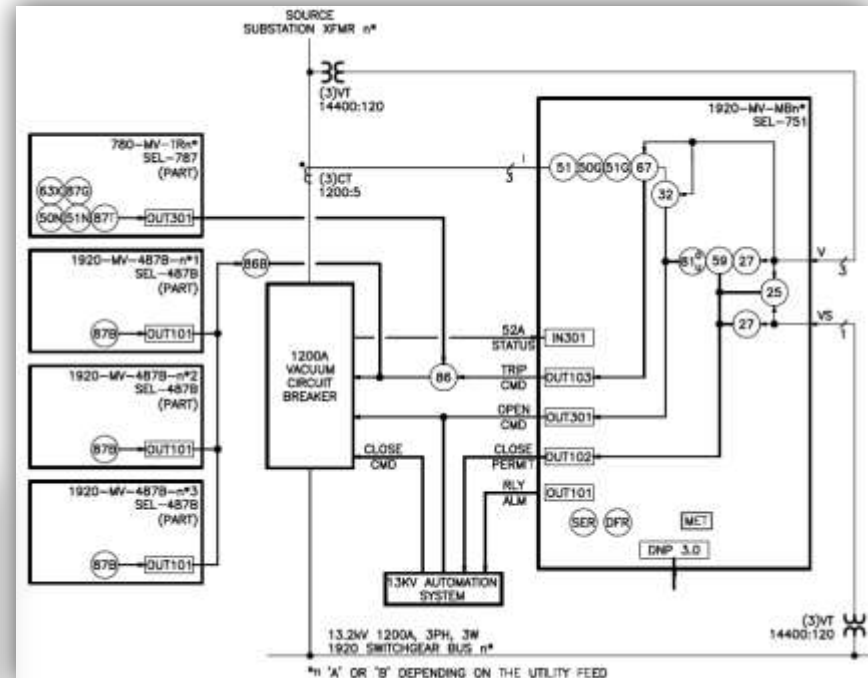 SOURCE
SUBSTATION XFMR n*
(3)VT
14400:120
1920-MV-MBn*
SEL-751
780-MV-TRn*
SEL-787
(PART)
63X 87G
50N 51N 87T OUT301
(3)CT
1200:5
I
3
51 50G 51G 67
32
1920-MV-487B-n*1
SEL-487B
(PART)
87B OUT101
86B
81 O U 59 27
V
3
25
27
VS
1
1200A
VACUUM
CIRCUIT
BREAKER
52A
STATUS
IN301
1920-MV-487B-n*2
SEL-487B
(PART)
87B OUT101
86
TRIP
CMD
OUT103
OPEN
CMD
OUT301
CLOSE
CMD
CLOSE
PERMIT
OUT102
1920-MV-487B-n*3
SEL-487B
(PART)
87B OUT101
RLY
ALM
OUT101
SER DFR MET
DNP 3.0
13KV AUTOMATION
SYSTEM
(3)VT
14400:120
13.2kV 1200A, 3PH, 3W
1920 SWITCHGEAR BUS n*
*n 'A' OR 'B' DEPENDING ON THE UTILITY FEED